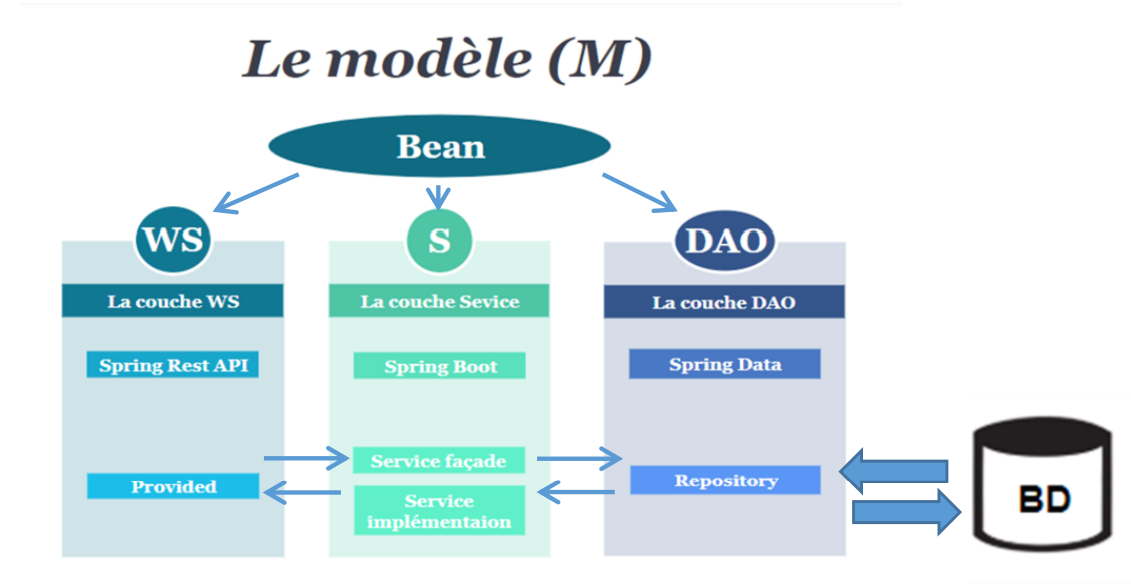 Le modèle (M)
Bean
WS
S
DAO
La couche WS
La couche Sevice
La couche DAO
Spring Rest API
Spring Boot
Spring Data
Provided
Service façade
Service
implémentaion
Repository
BD